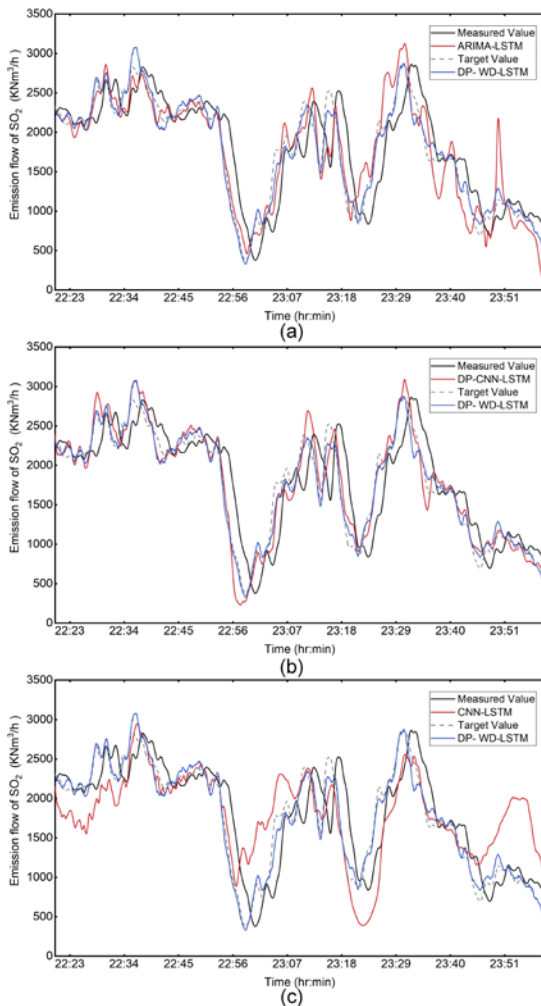 3500
3000
2500
2000
1500
1000
500
0
Emission flow of SO2 (KNm3/h)
Measured Value
ARIMA-LSTM
Target Value
DP- WD-LSTM
22:23 22:34 22:45 22:56 23:07 23:18 23:29 23:40 23:51
Time (hr:min)
(a)
3500
3000
2500
2000
1500
1000
500
0
Emission flow of SO2 (KNm3/h)
Measured Value
DP-CNN-LSTM
Target Value
DP- WD-LSTM
22:23 22:34 22:45 22:56 23:07 23:18 23:29 23:40 23:51
Time (hr:min)
(b)
3500
3000
2500
2000
1500
1000
500
0
Emission flow of SO2 (KNm3/h)
Measured Value
CNN-LSTM
Target Value
DP- WD-LSTM
22:23 22:34 22:45 22:56 23:07 23:18 23:29 23:40 23:51
Time (hr:min)
(c)